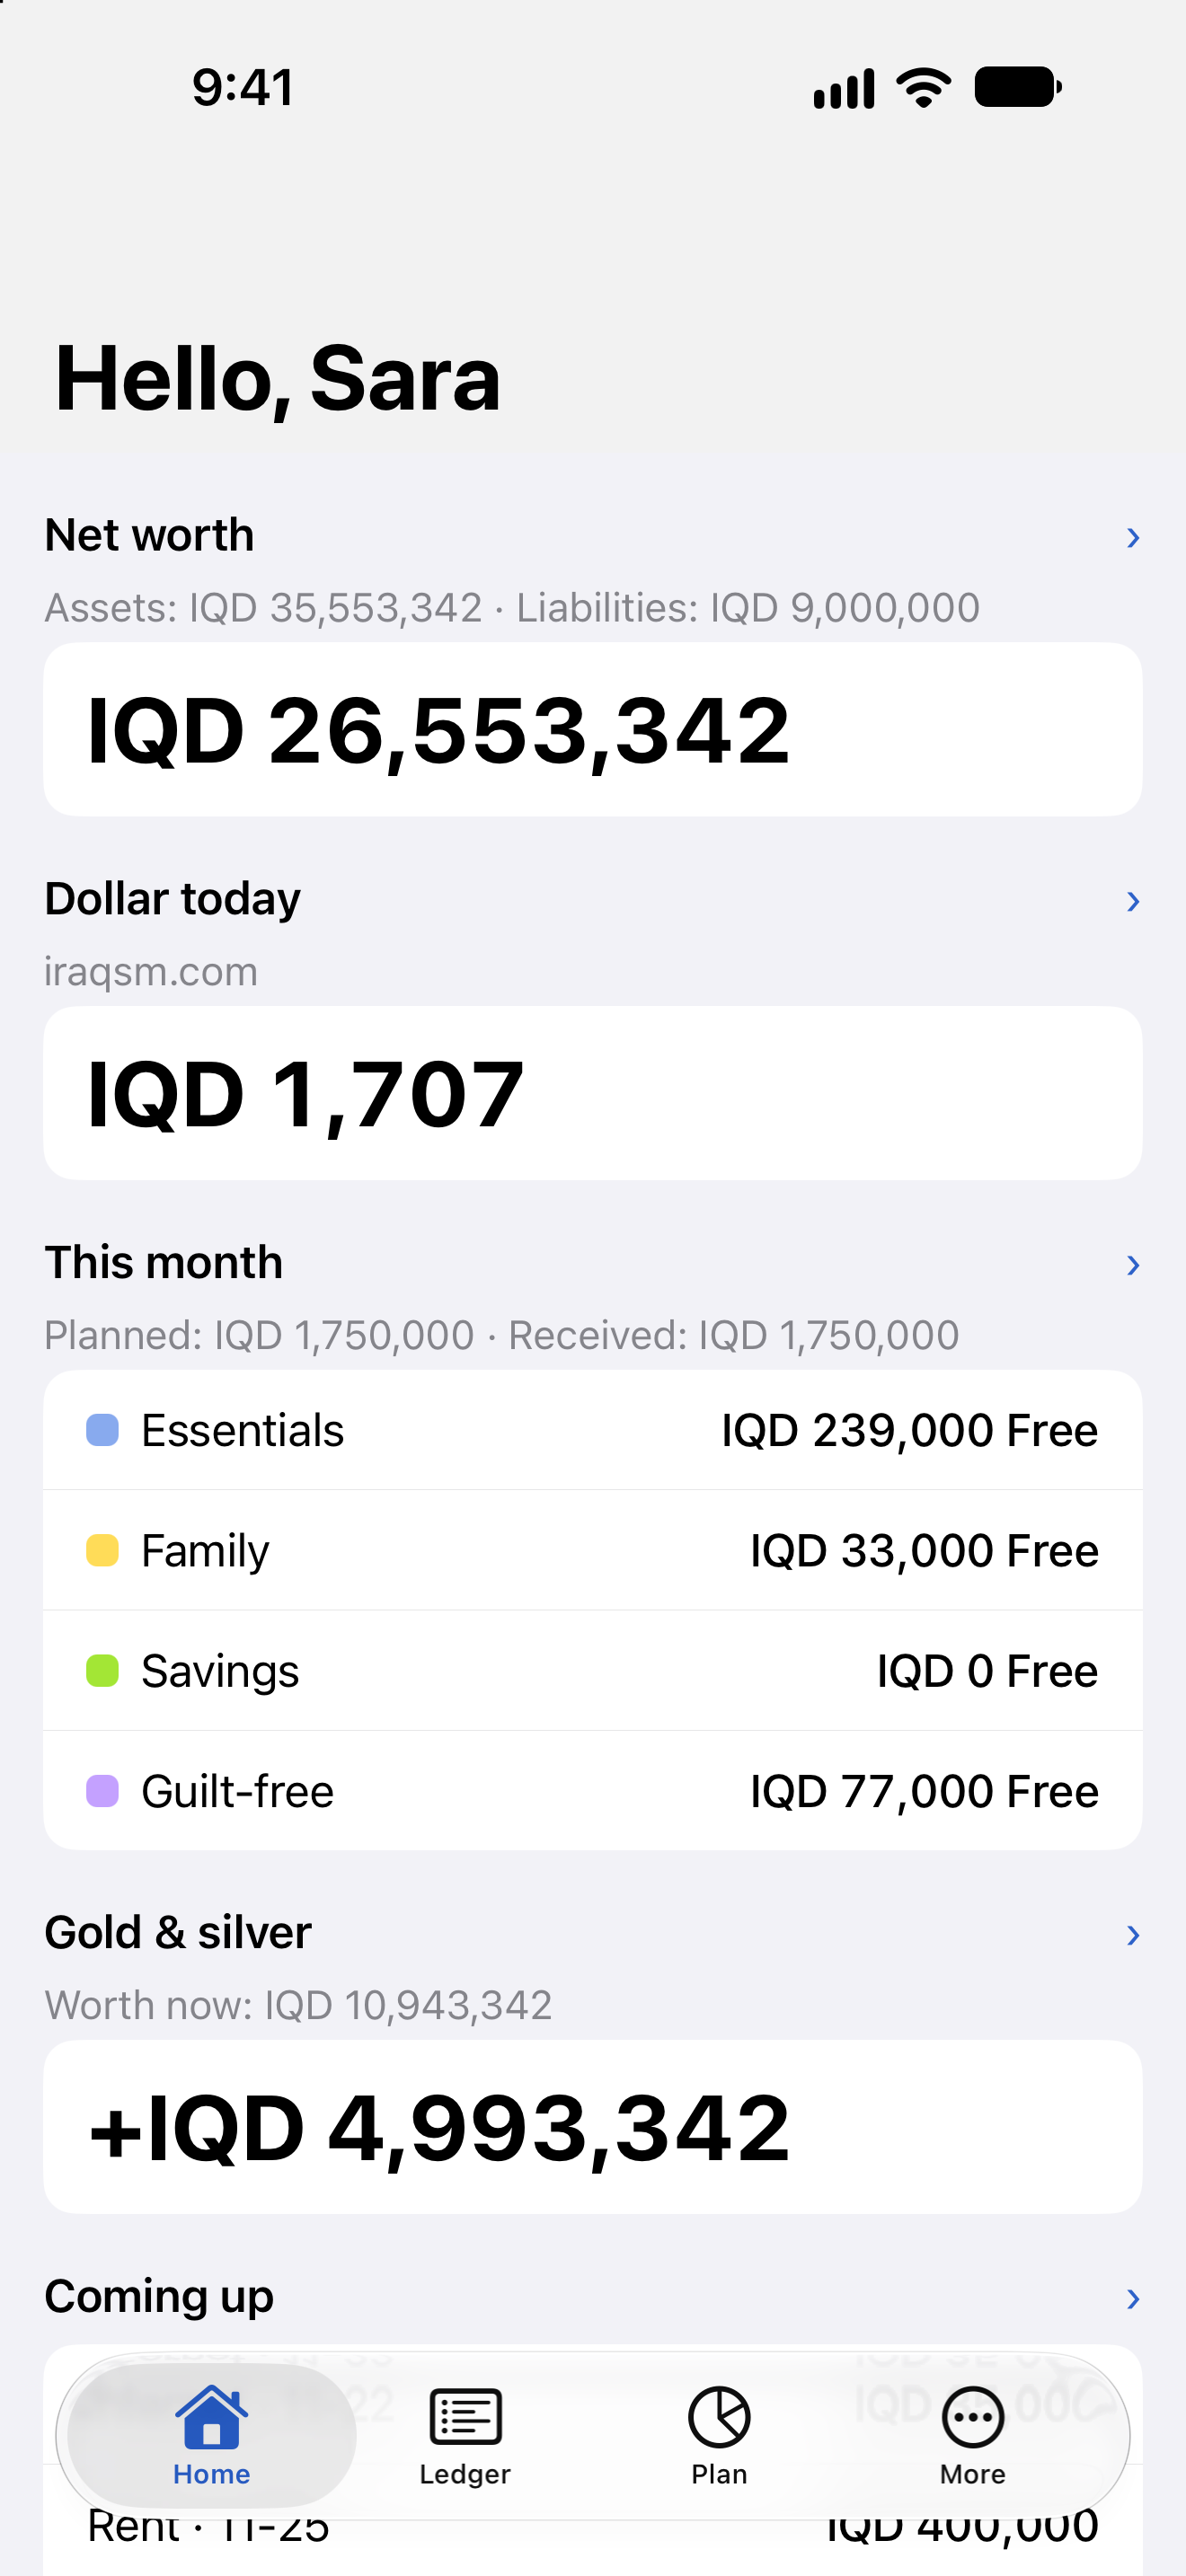 9:41
Hello, Sara
Net worth
Assets: IQD 35,553,342 · Liabilities: IQD 9,000,000
IQD 26,553,342
Dollar today
iraqsm.com
IQD 1,707
This month
Planned: IQD 1,750,000 · Received: IQD 1,750,000
Essentials IQD 239,000 Free
Family IQD 33,000 Free
Savings IQD 0 Free
Guilt-free IQD 77,000 Free
Gold & silver
Worth now: IQD 10,943,342
+IQD 4,993,342
Coming up
Home Ledger Plan More
Rent · 11-25 IQD 400,000